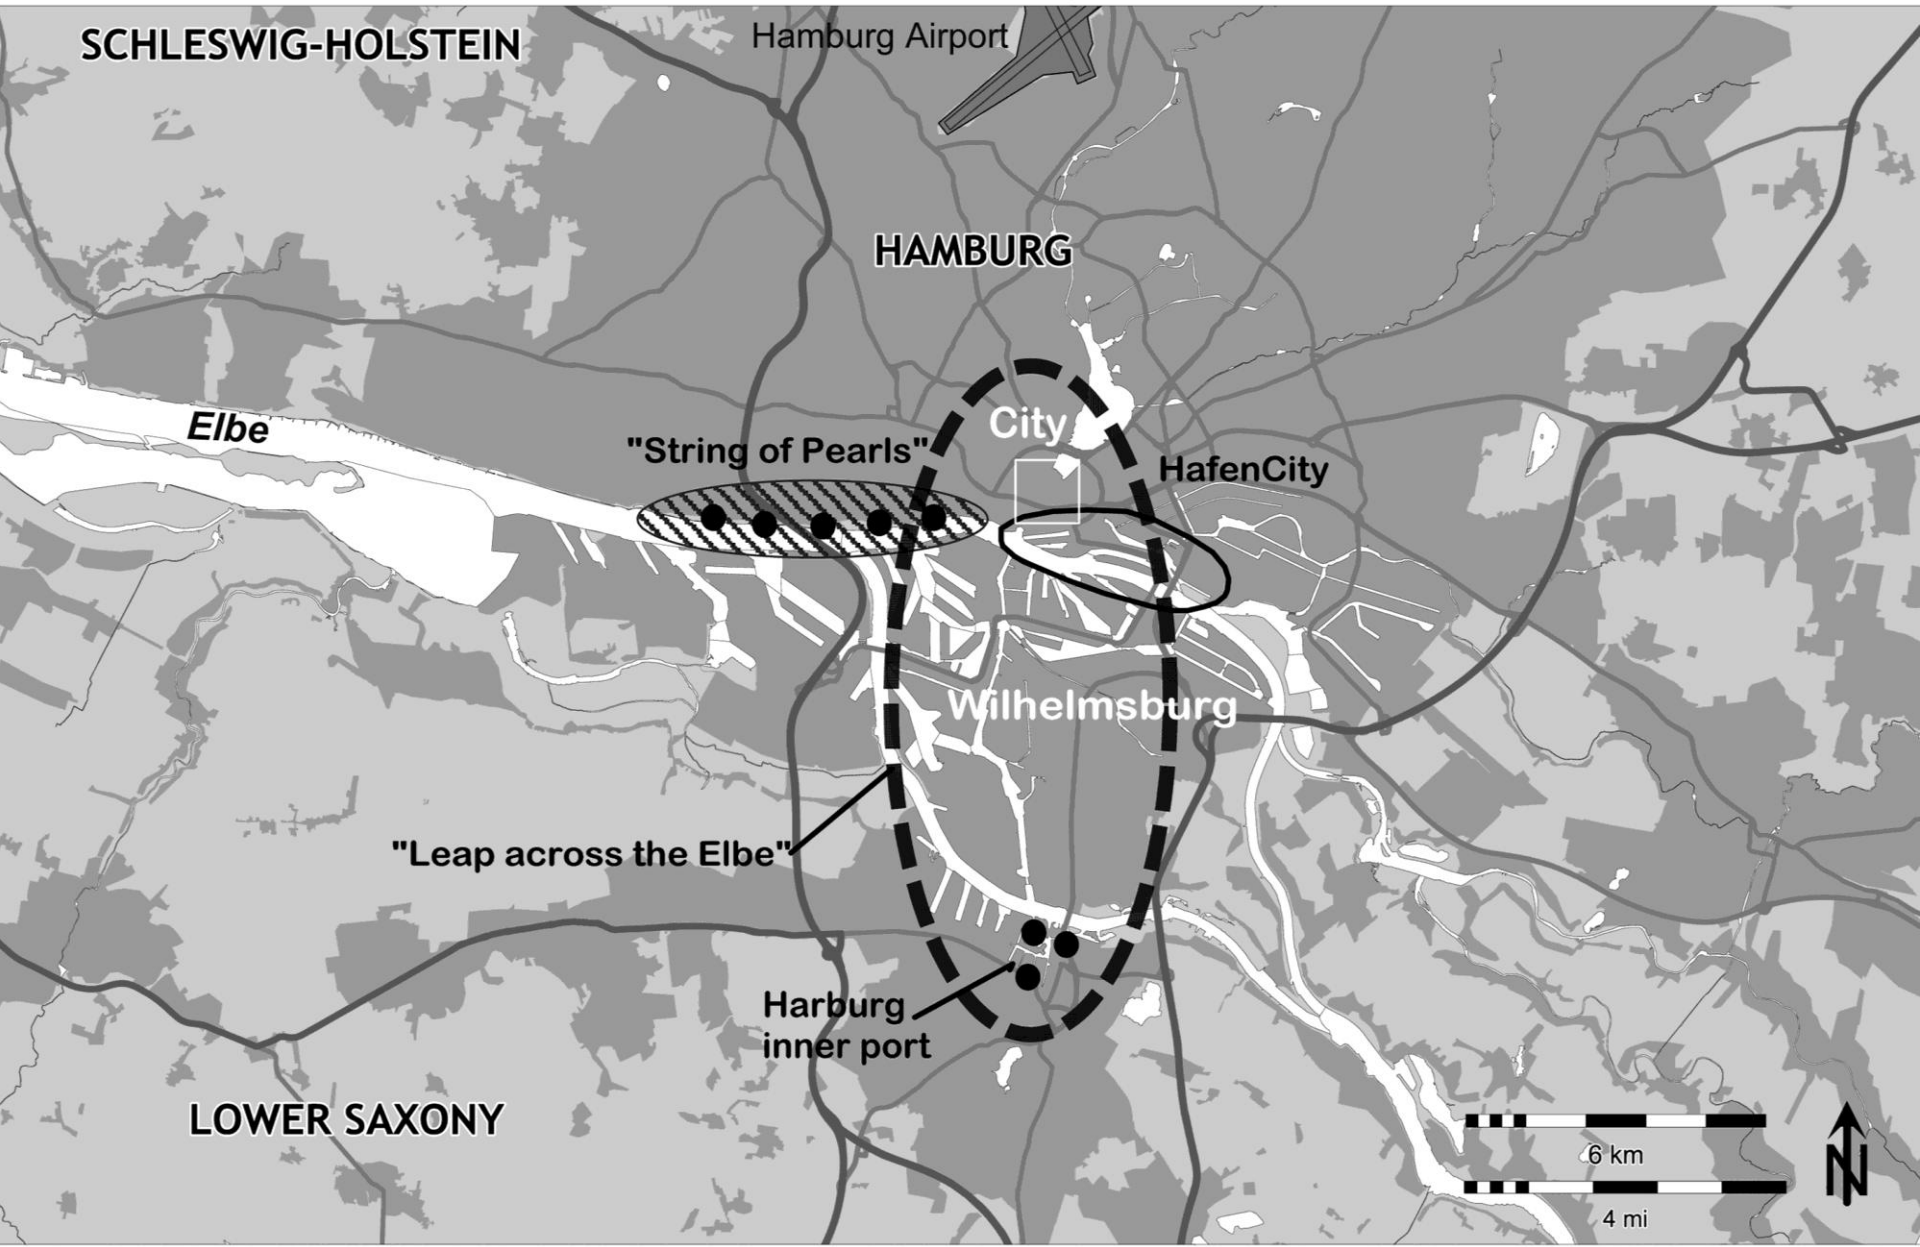 SCHLESWIG-HOLSTEIN
Hamburg Airport
HAMBURG
Elbe
City
"String of Pearls"
HafenCity
Wilhelmsburg
"Leap across the Elbe"
Harburg
inner port
LOWER SAXONY
6 km
4 mi
N